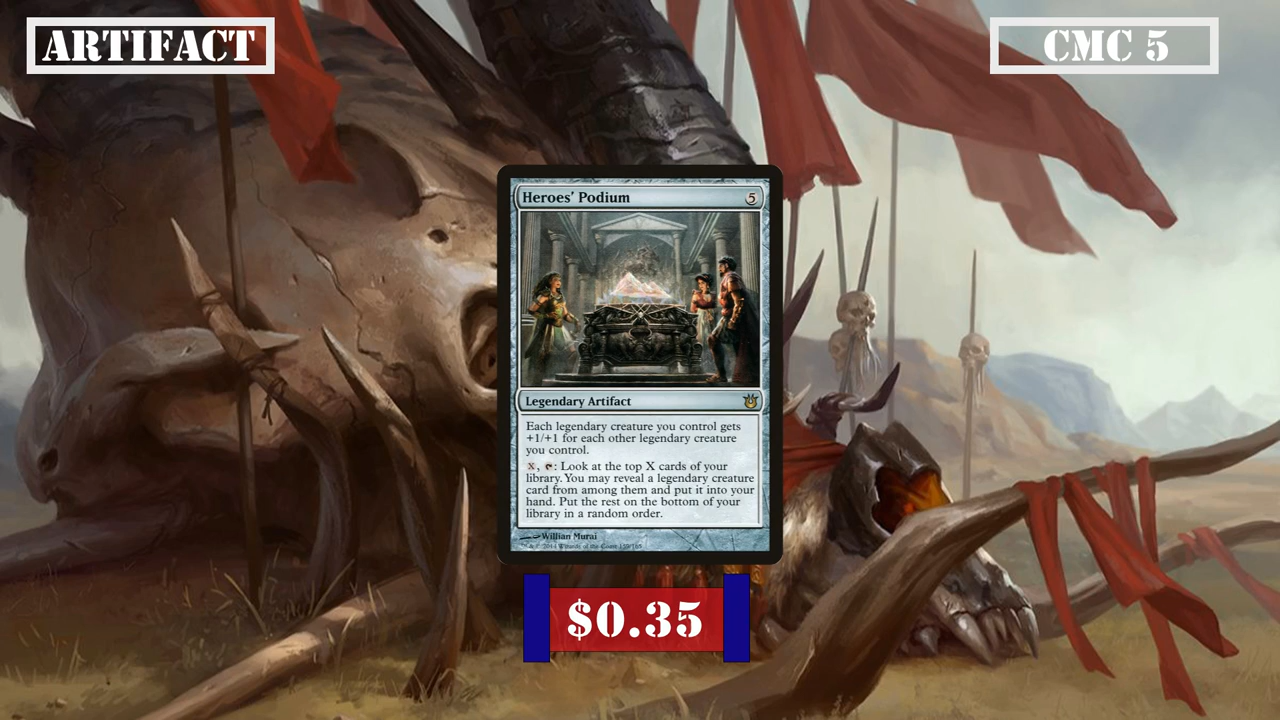 ARTIFACT
CMC 5
Heroes' Podium 5
Legendary Artifact
Each legendary creature you control gets
+1/+1 for each other legendary creature
you control.
X, T: Look at the top X cards of your
library. You may reveal a legendary creature
card from among them and put it into your
hand. Put the rest on the bottom of your
library in a random order.
Willian Murai
$0.35